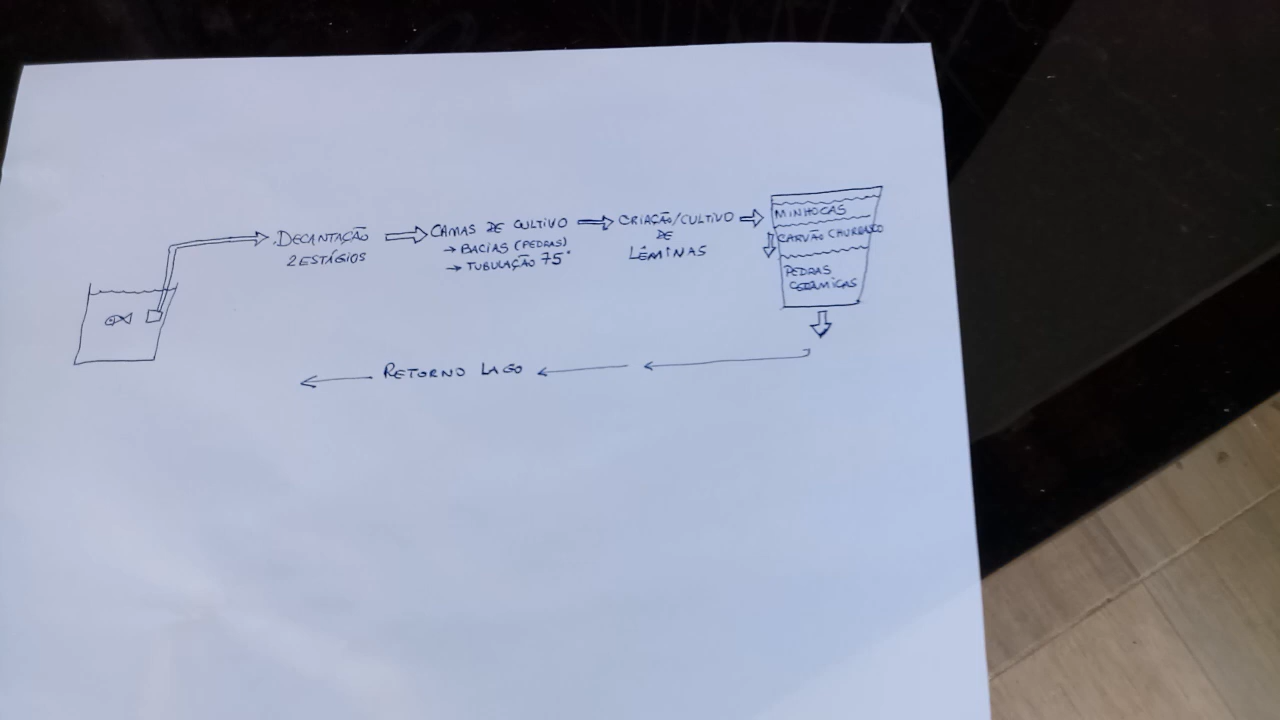 DECANTAÇÃO
2 ESTÁGIOS
CAMAS DE CULTIVO
→ BACIAS (PEDRAS)
→ TUBULAÇÃO 75°
CRIAÇÃO/CULTIVO
DE
LÊMINAS
MINHOCAS
CARVÃO CHURRASCO
PEDRAS
CERÂMICAS
RETORNO LAGO